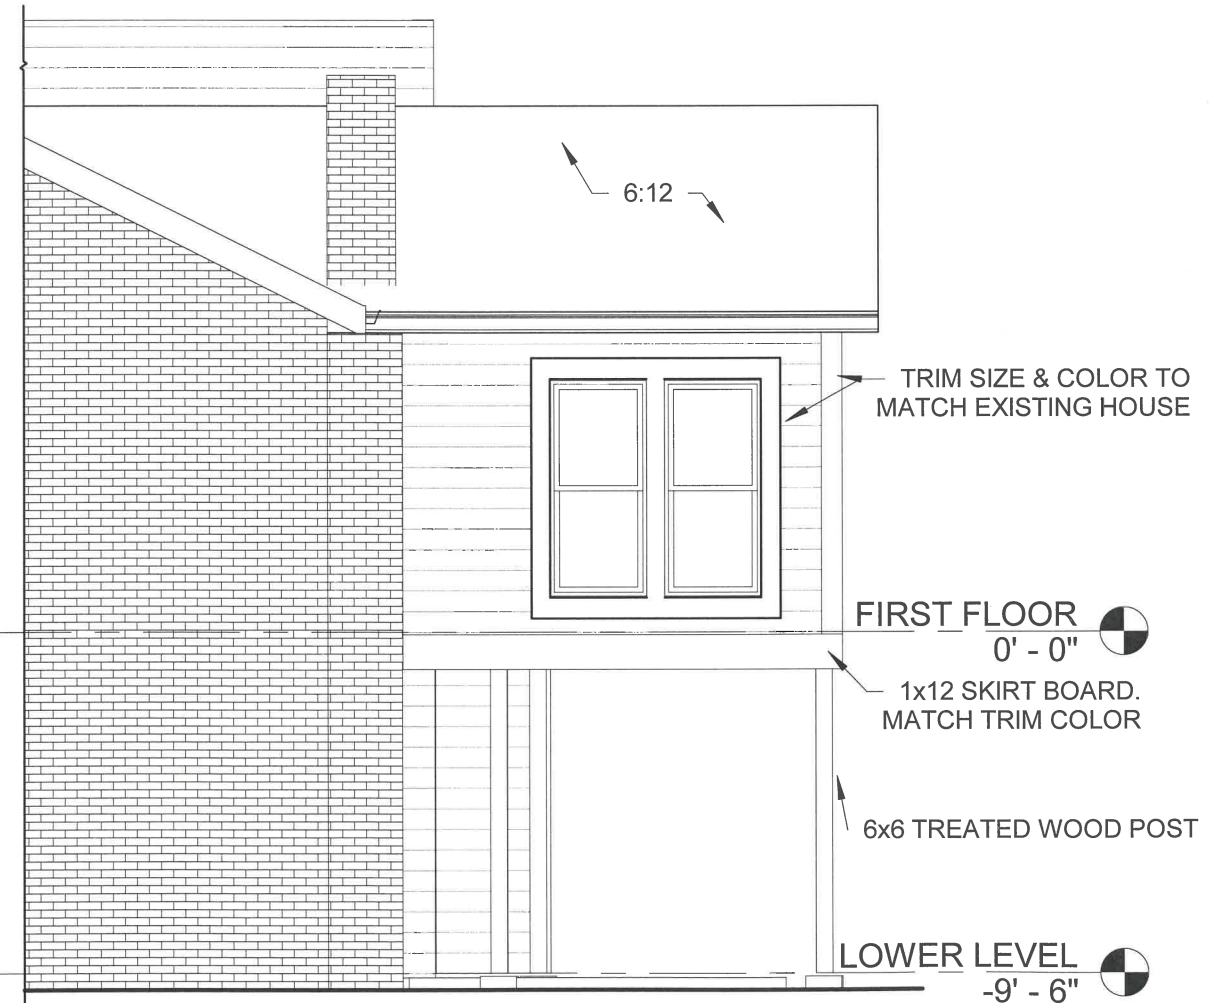 6:12
TRIM SIZE & COLOR TO
MATCH EXISTING HOUSE
FIRST FLOOR
0' - 0"
1x12 SKIRT BOARD.
MATCH TRIM COLOR
6x6 TREATED WOOD POST
LOWER LEVEL
-9' - 6"